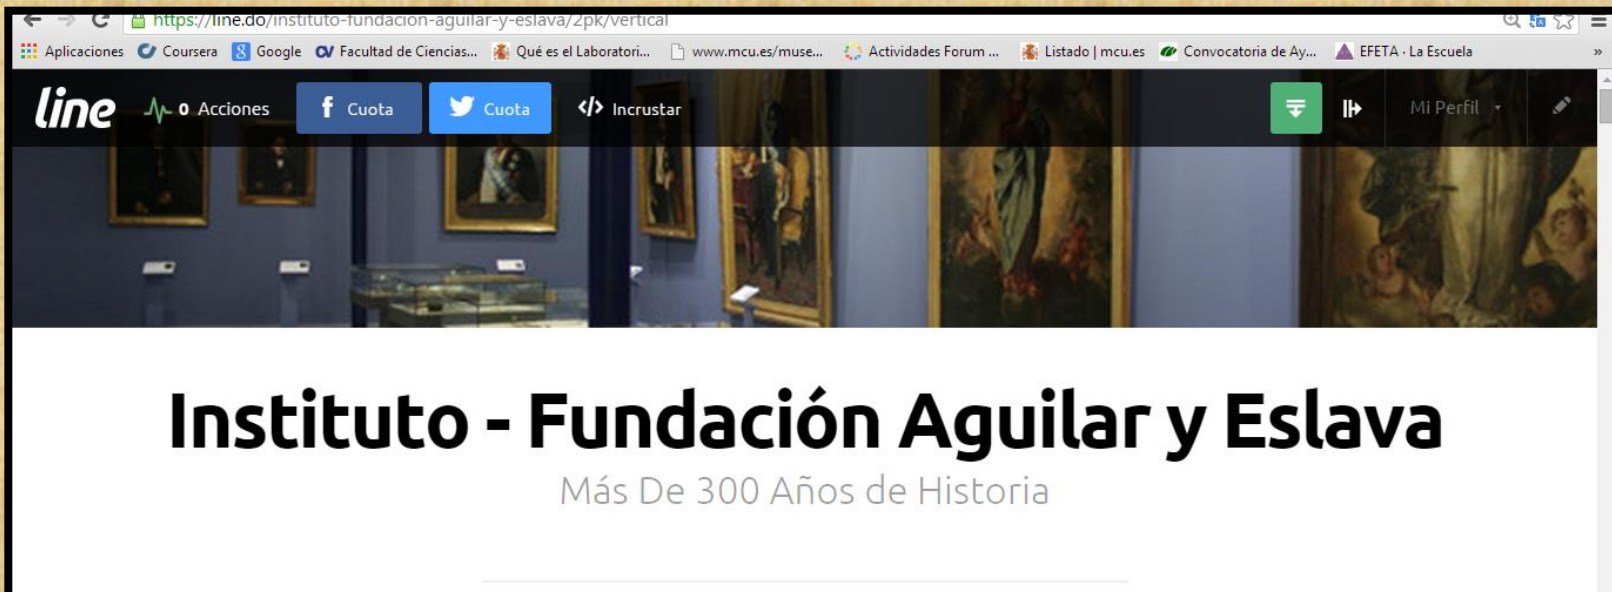 https://line.do/instituto-fundacion-aguilar-y-eslava/2pk/vertical
Aplicaciones Coursera Google Facultad de Ciencias... Qué es el Laboratori... www.mcu.es/muse... Actividades Forum ... Listado | mcu.es Convocatoria de Ay... EFETA · La Escuela »
line 0 Acciones Cuota Cuota </> Incrustar Mi Perfil
Instituto - Fundación Aguilar y Eslava
Más De 300 Años de Historia